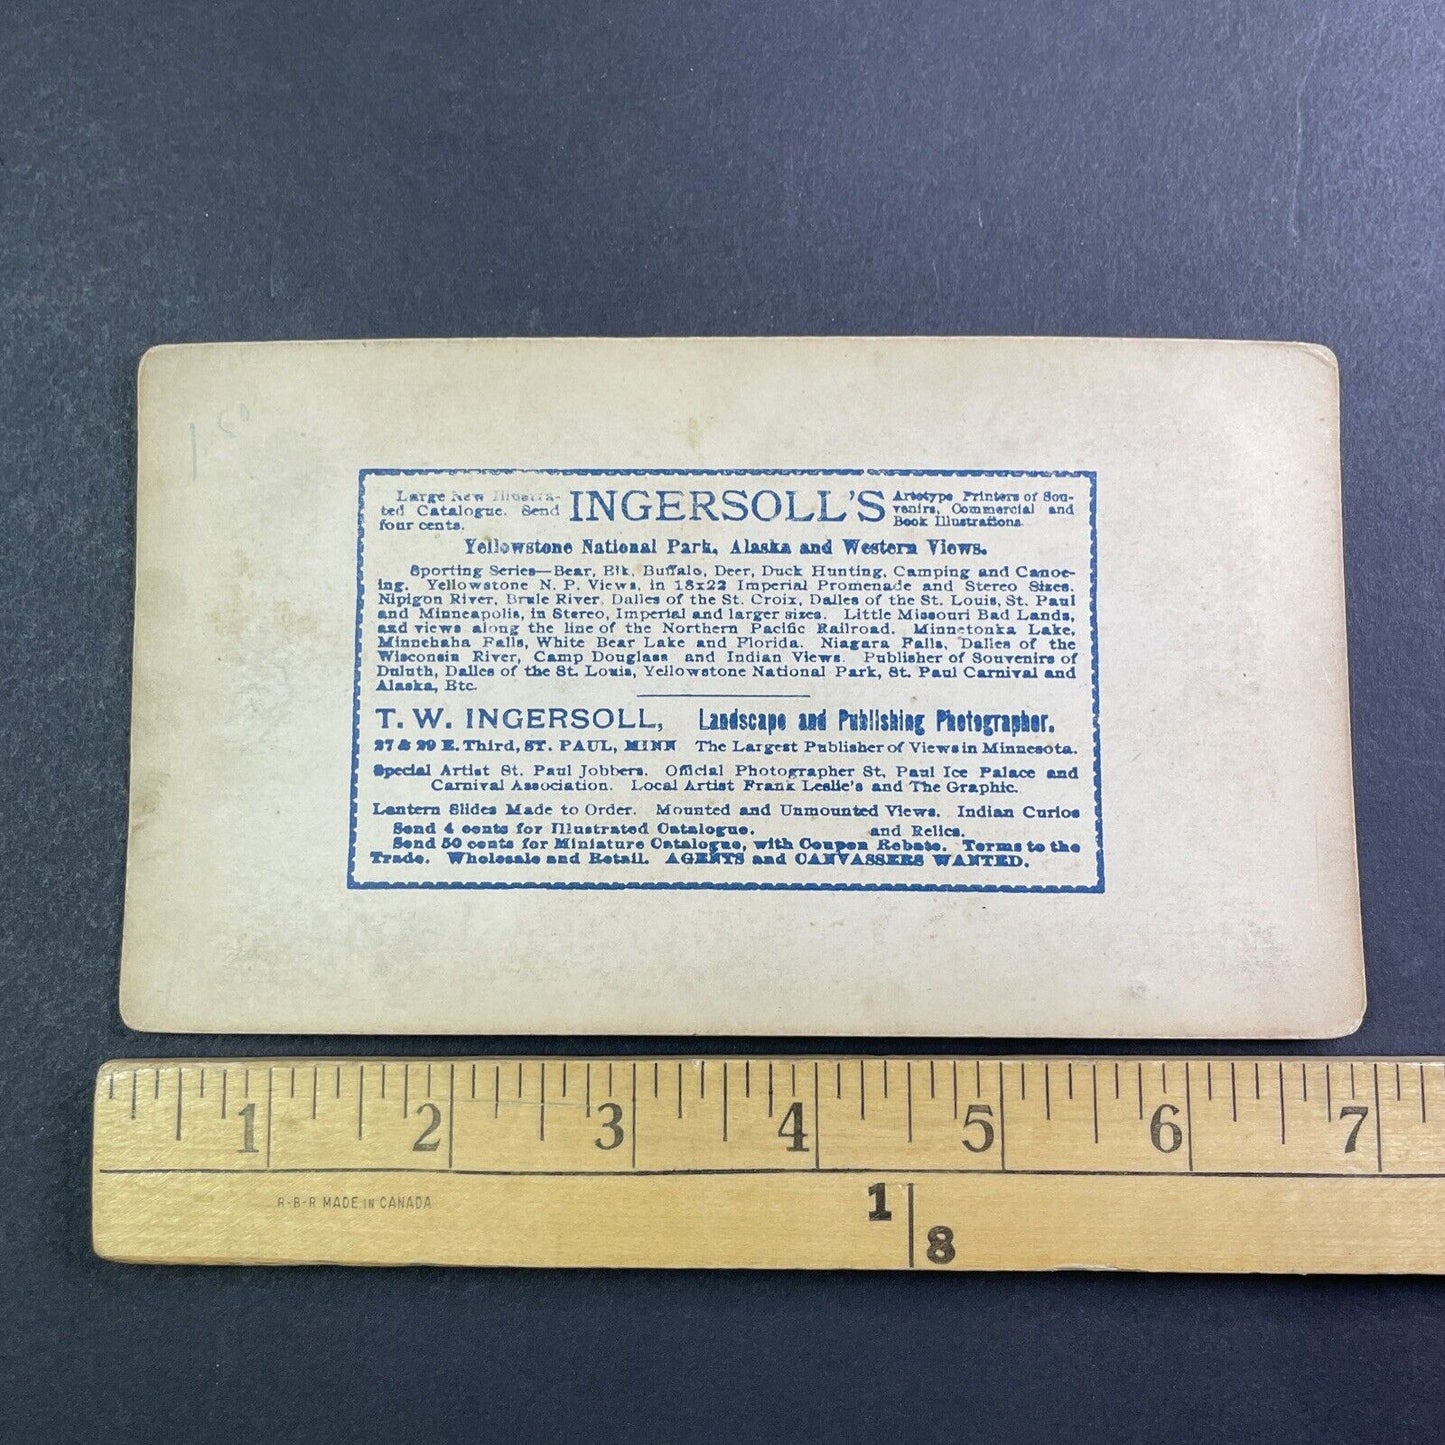 Large New Illustra-
ted Catalogue. Send
four cents.
INGERSOLL'S
Artotype Printers of Sou-
venirs, Commercial and
Book Illustrations.
Yellowstone National Park, Alaska and Western Views.
Sporting Series—Bear, Elk, Buffalo, Deer, Duck Hunting, Camping and Canoe-
ing. Yellowstone N. P. Views, in 18x22 Imperial Promenade and Stereo Sizes.
Nipigon River, Brule River, Dalles of the St. Croix, Dalles of the St. Louis, St. Paul
and Minneapolis, in Stereo, Imperial and larger sizes. Little Missouri Bad Lands,
and views along the line of the Northern Pacific Railroad. Minnetonka Lake,
Minnehaha Falls, White Bear Lake and Florida. Niagara Falls, Dalles of the
Wisconsin River, Camp Douglass and Indian Views. Publisher of Souvenirs of
Duluth, Dalles of the St. Louis, Yellowstone National Park, St. Paul Carnival and
Alaska, Etc.
T. W. INGERSOLL, Landscape and Publishing Photographer.
27 & 29 E. Third, ST. PAUL, MINN The Largest Publisher of Views in Minnesota.
Special Artist St. Paul Jobbers. Official Photographer St. Paul Ice Palace and
Carnival Association. Local Artist Frank Leslie's and The Graphic.
Lantern Slides Made to Order. Mounted and Unmounted Views. Indian Curios
Send 4 cents for Illustrated Catalogue. and Relics.
Send 50 cents for Miniature Catalogue, with Coupon Rebate. Terms to the
Trade. Wholesale and Retail. AGENTS and CANVASSERS WANTED.
1 2 3 4 5 6 7
R-B-R MADE IN CANADA
1 8